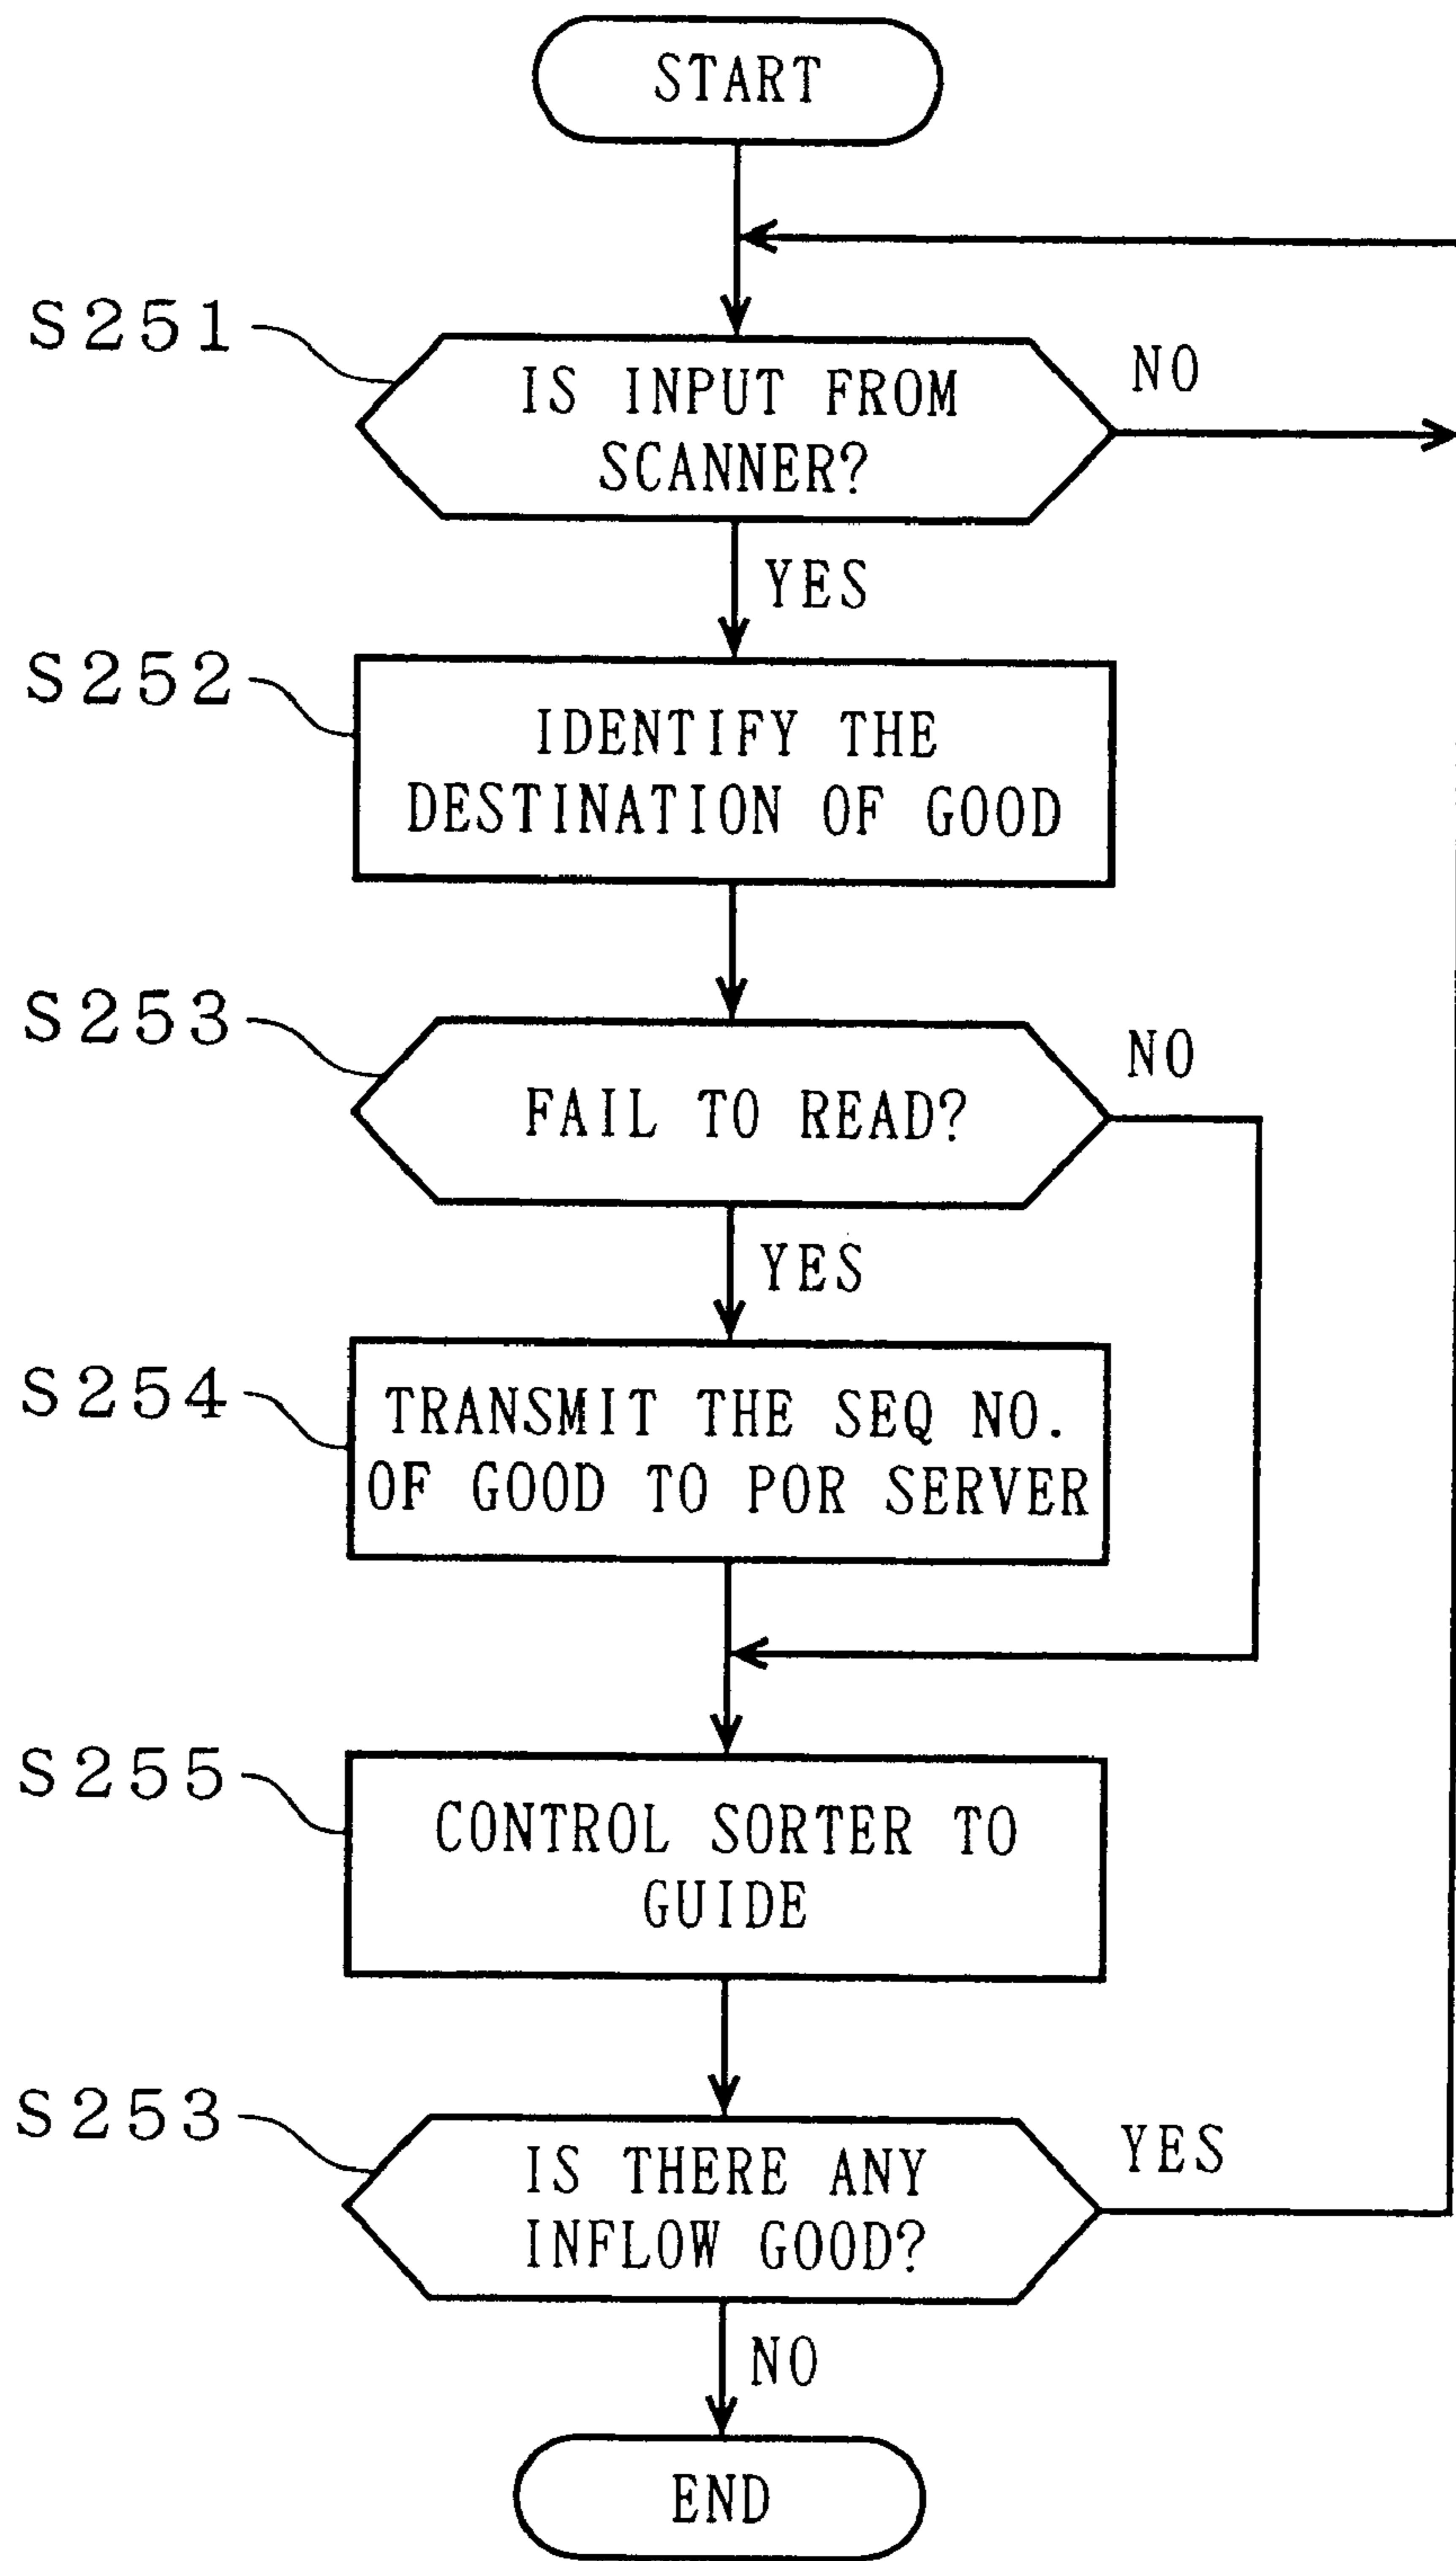 START
S251
IS INPUT FROM
SCANNER?
NO
YES
S252
IDENTIFY THE
DESTINATION OF GOOD
S253
FAIL TO READ?
NO
YES
S254
TRANSMIT THE SEQ NO.
OF GOOD TO POR SERVER
S255
CONTROL SORTER TO
GUIDE
S253
IS THERE ANY
INFLOW GOOD?
YES
NO
END